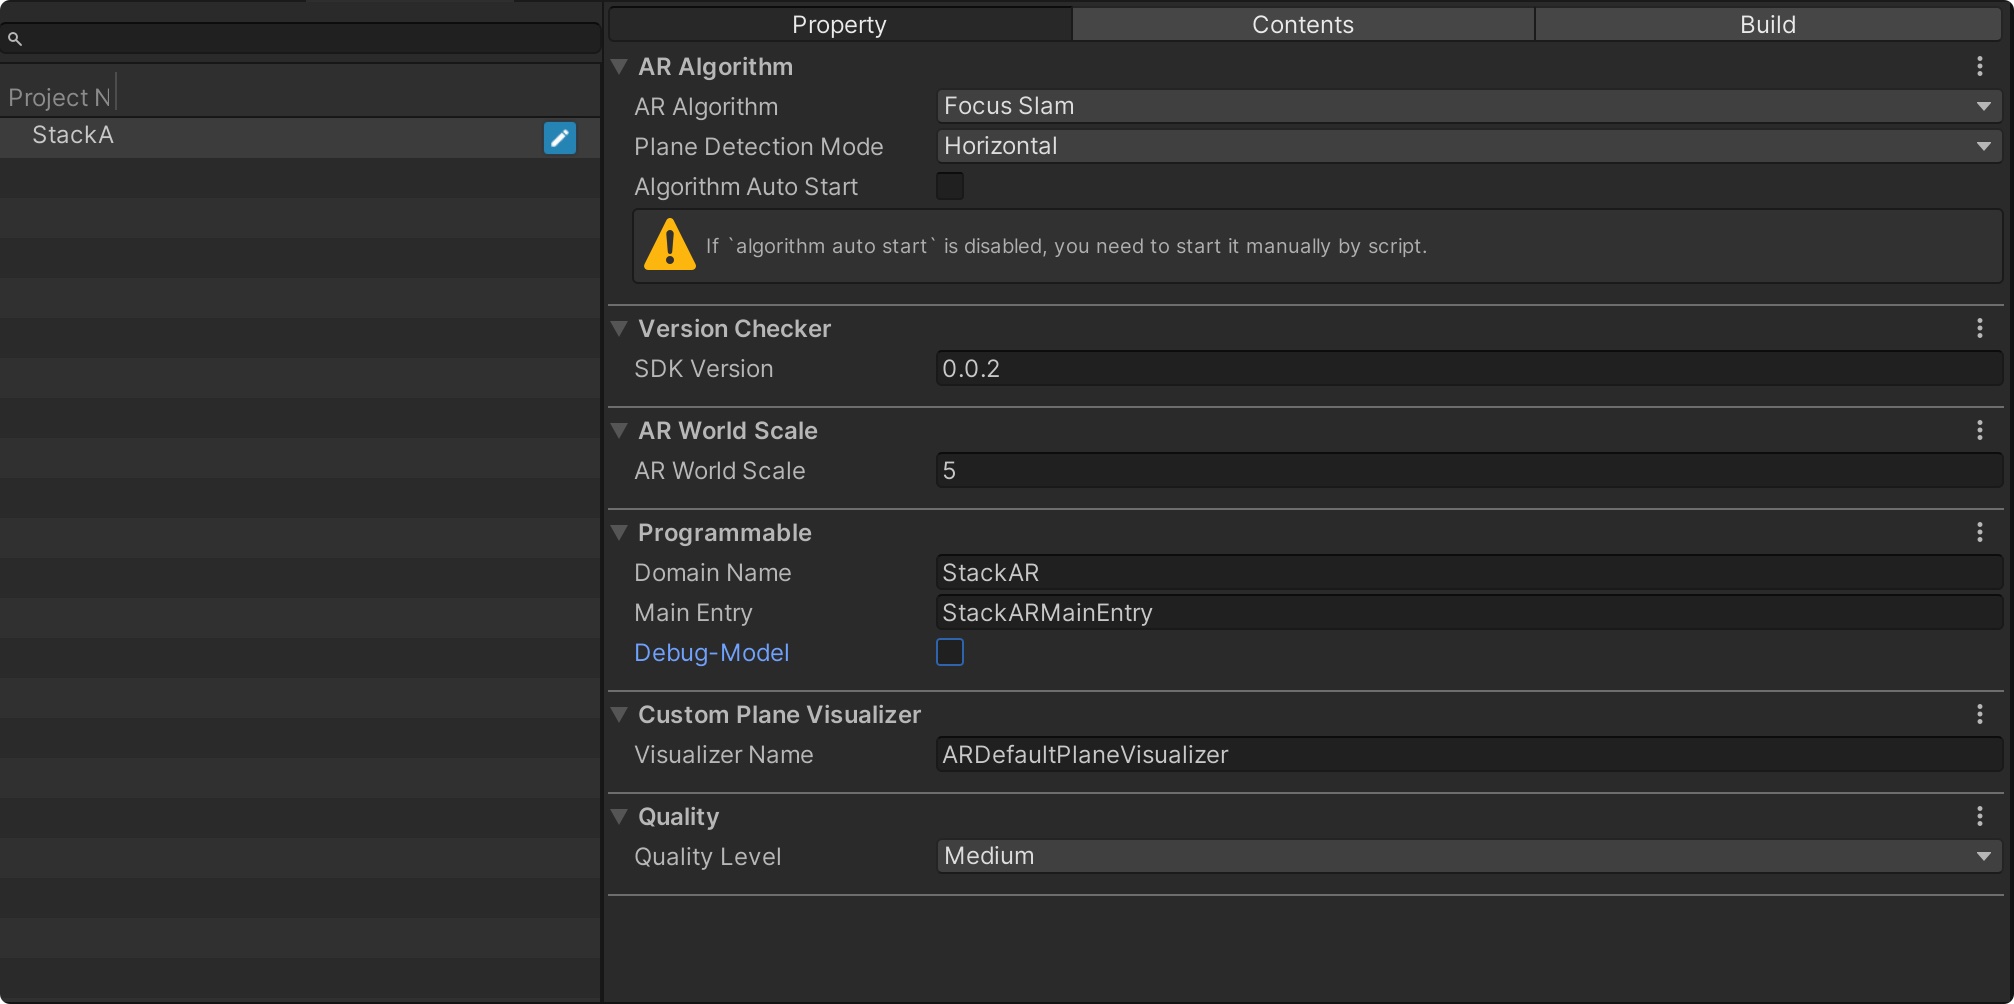 Property
Contents
Build
Project N
StackA
AR Algorithm
AR Algorithm
Focus Slam
Plane Detection Mode
Horizontal
Algorithm Auto Start
If `algorithm auto start` is disabled, you need to start it manually by script.
Version Checker
SDK Version
0.0.2
AR World Scale
AR World Scale
5
Programmable
Domain Name
StackAR
Main Entry
StackARMainEntry
Debug-Model
Custom Plane Visualizer
Visualizer Name
ARDefaultPlaneVisualizer
Quality
Quality Level
Medium